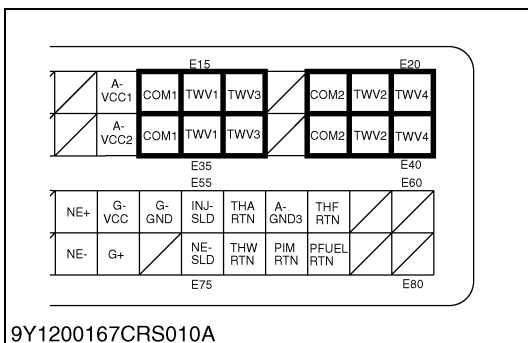 E15 E20
A-VCC1 COM1 TWV1 TWV3 COM2 TWV2 TWV4
A-VCC2 COM1 TWV1 TWV3 COM2 TWV2 TWV4
E35 E40
E55 E60
NE+ G-VCC G-GND INJ-SLD THA RTN A-GND3 THF RTN
NE- G+ NE-SLD THW RTN PIM RTN PFUEL RTN
E75 E80
9Y1200167CRS010A